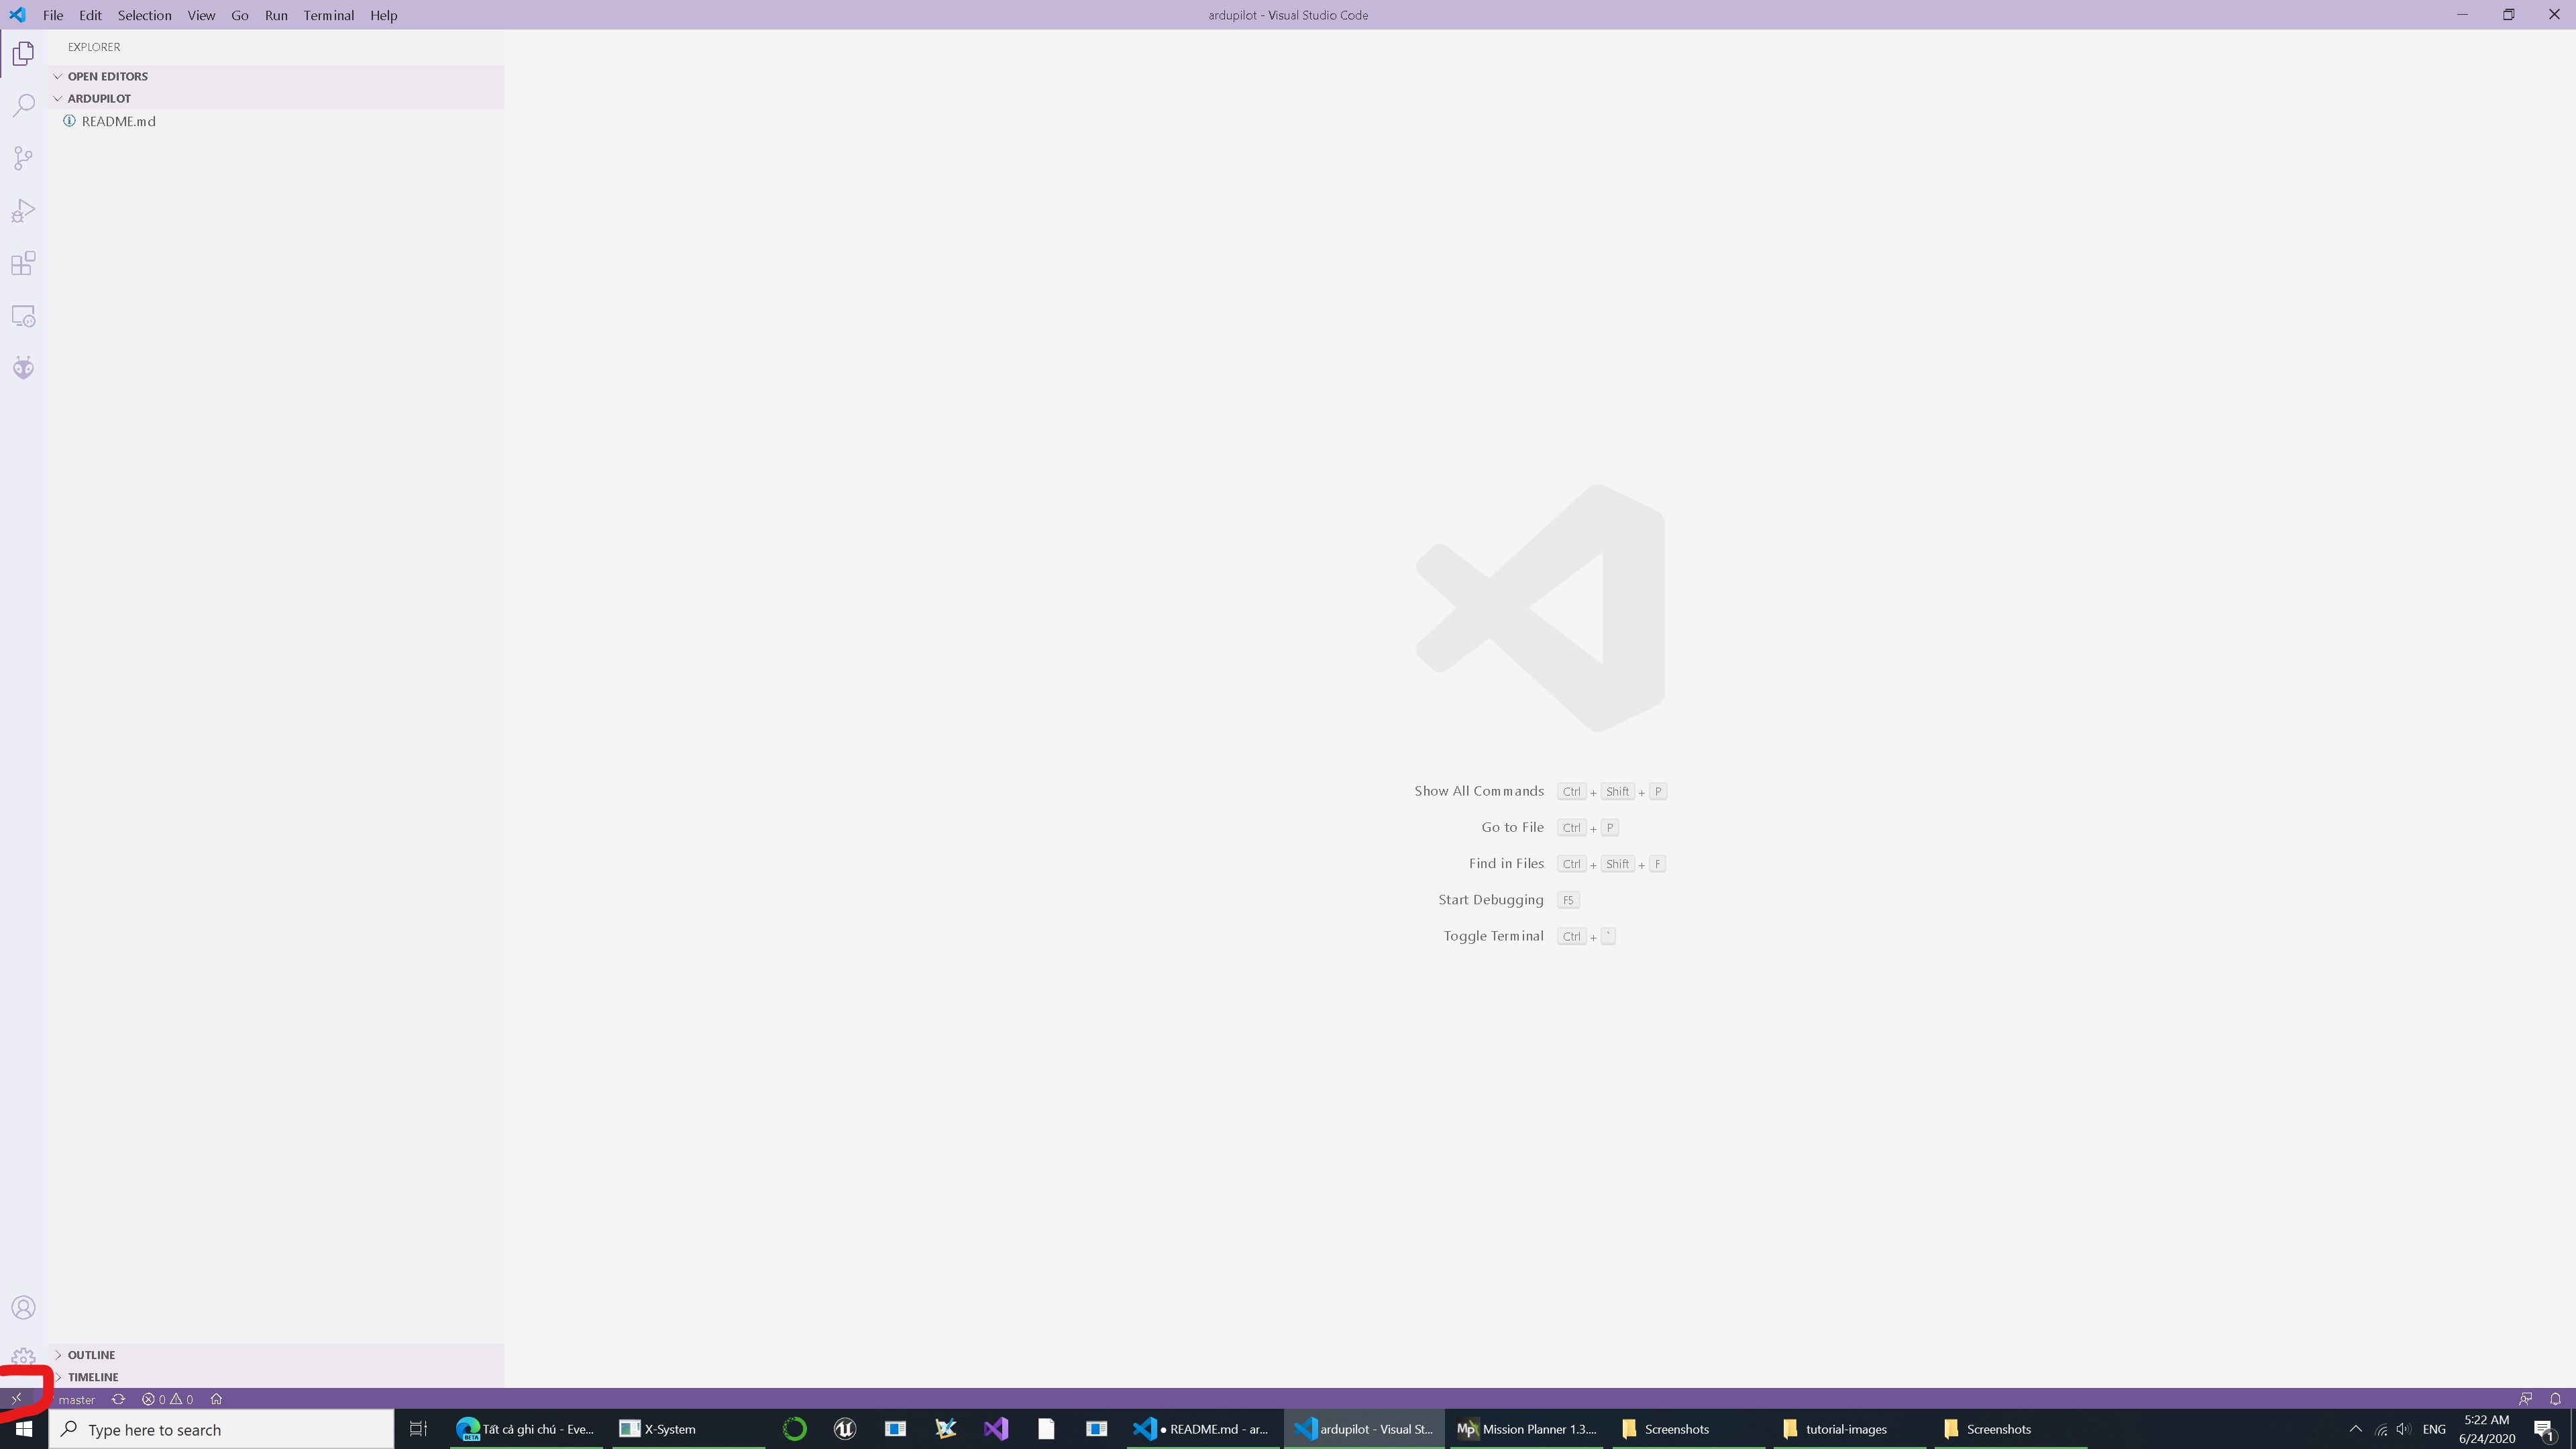 File Edit Selection View Go Run Terminal Help
ardupilot - Visual Studio Code
EXPLORER
OPEN EDITORS
ARDUPILOT
README.md
Show All Commands Ctrl + Shift + P
Go to File Ctrl + P
Find in Files Ctrl + Shift + F
Start Debugging F5
Toggle Terminal Ctrl + `
OUTLINE
TIMELINE
master 0 0
Type here to search
BETA
Tất cả ghi chú - Eve...
X-System
README.md - ar...
ardupilot - Visual St...
Mp
Mission Planner 1.3....
Screenshots
tutorial-images
Screenshots
ENG
5:22 AM
6/24/2020
1